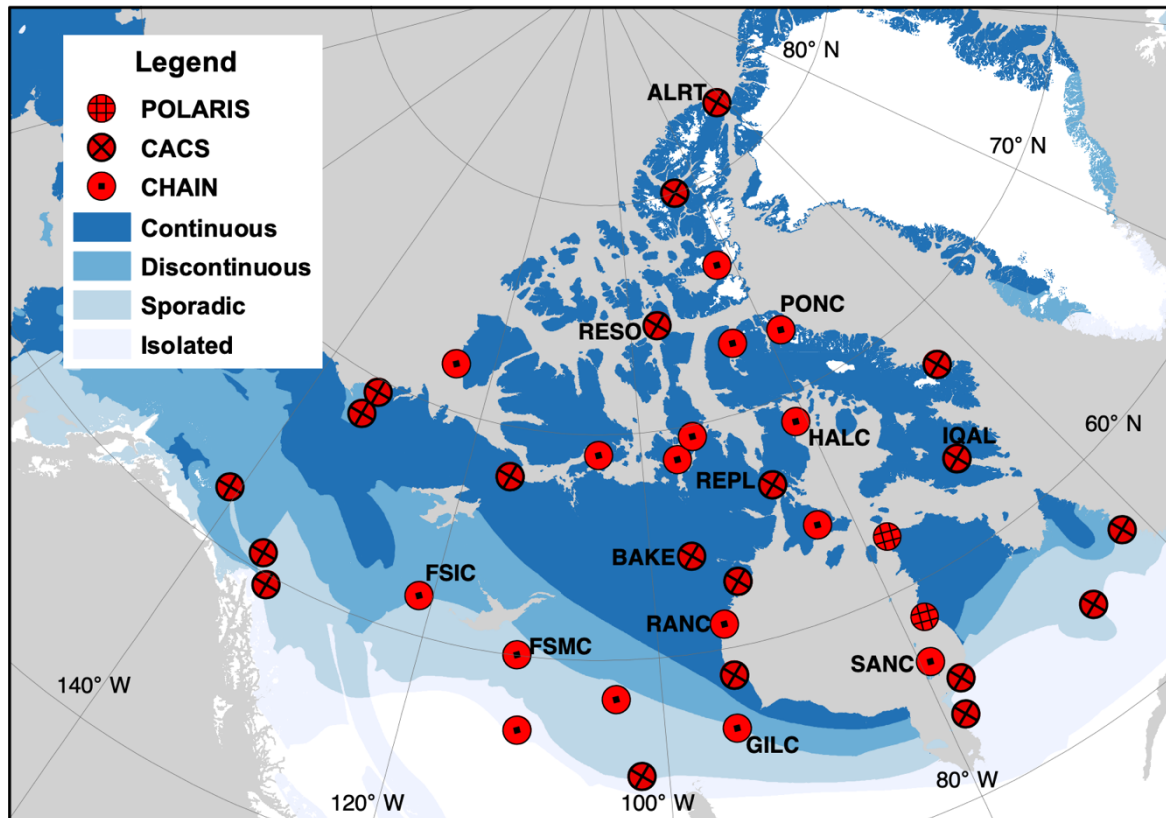 Legend
POLARIS
CACS
CHAIN
Continuous
Discontinuous
Sporadic
Isolated
80° N
ALRT
70° N
PONC
RESO
60° N
HALC
IQAL
REPL
BAKE
FSIC
RANC
FSMC
SANC
140° W
GILC
80° W
120° W
100° W